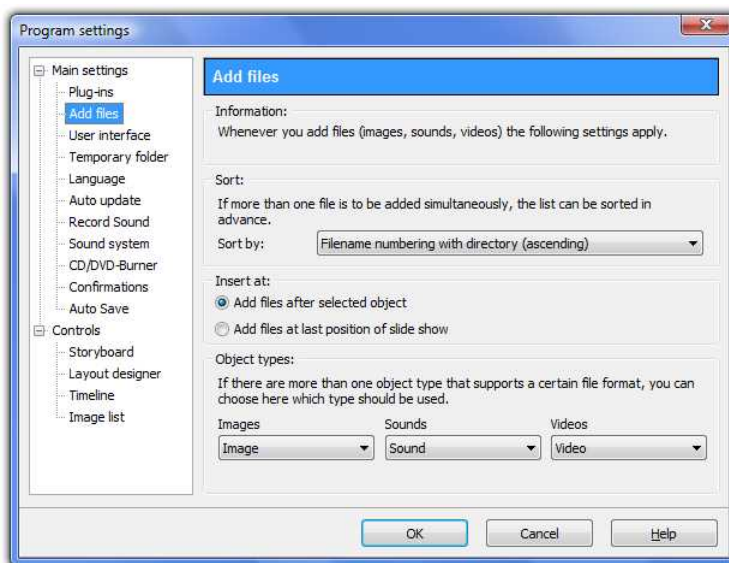 Program settings
Main settings
Plug-ins
Add files
User interface
Temporary folder
Language
Auto update
Record Sound
Sound system
CD/DVD-Burner
Confirmations
Auto Save
Controls
Storyboard
Layout designer
Timeline
Image list
Add files
Information:
Whenever you add files (images, sounds, videos) the following settings apply.
Sort:
If more than one file is to be added simultaneously, the list can be sorted in
advance.
Sort by: Filename numbering with directory (ascending)
Insert at:
Add files after selected object
Add files at last position of slide show
Object types:
If there are more than one object type that supports a certain file format, you can
choose here which type should be used.
Images Sounds Videos
Image Sound Video
OK Cancel Help